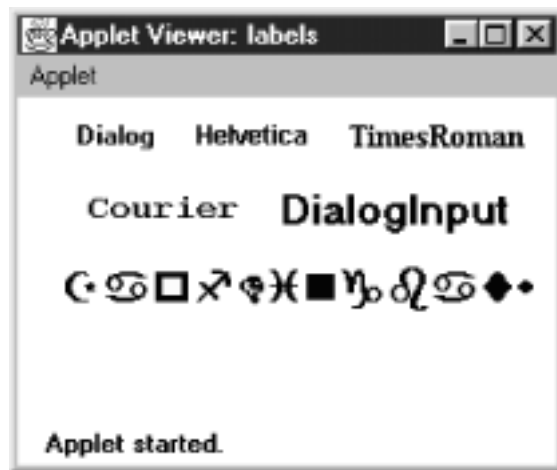 Applet Viewer: labels
Applet
Dialog Helvetica TimesRoman
Courier DialogInput
☪♋□♐👎♓■♑♌♋◆⬩
Applet started.